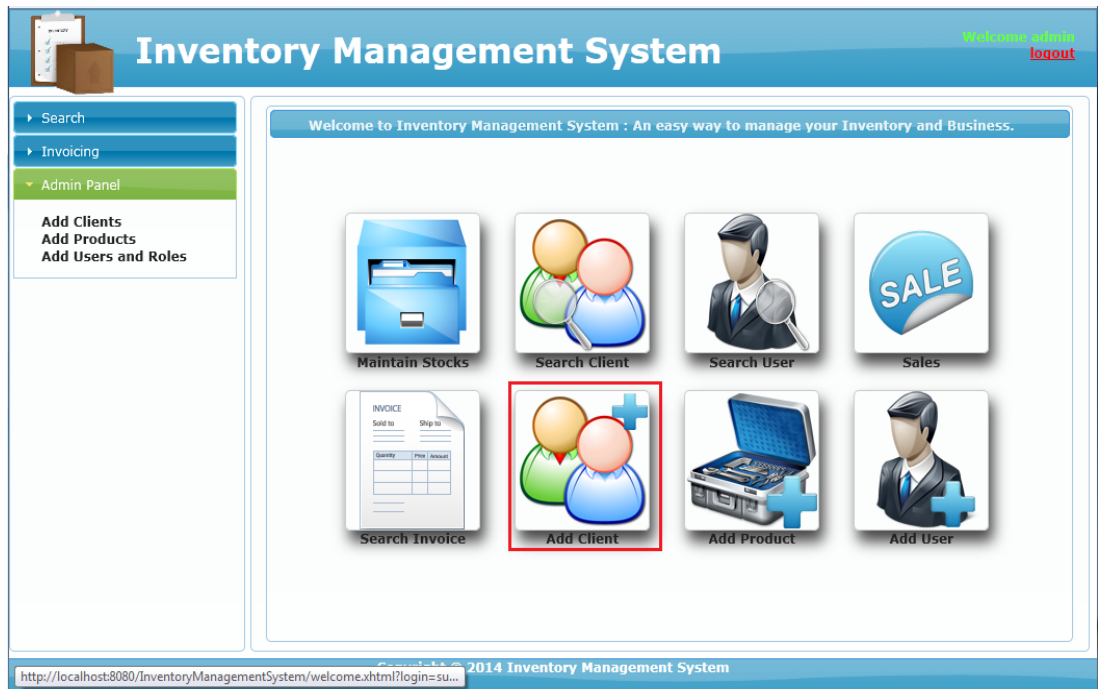 Inventory Management System
Welcome admin
logout
Search
Invoicing
Admin Panel
Add Clients
Add Products
Add Users and Roles
Welcome to Inventory Management System : An easy way to manage your Inventory and Business.
Maintain Stocks
Search Client
Search User
SALE
Sales
INVOICE
Sold to
Ship to
Quantity
Price
Amount
Search Invoice
Add Client
Add Product
Add User
Copyright © 2014 Inventory Management System
http://localhost:8080/InventoryManagementSystem/welcome.xhtml?login=su...